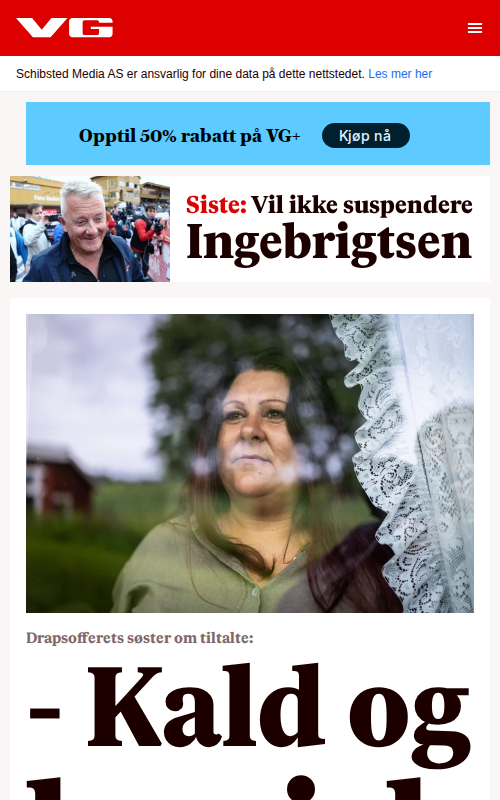 VG
Schibsted Media AS er ansvarlig for dine data på dette nettstedet. Les mer her
Opptil 50% rabatt på VG+
Kjøp nå
Siste: Vil ikke suspendere
Ingebrigtsen
Drapsofferets søster om tiltalte:
- Kald og